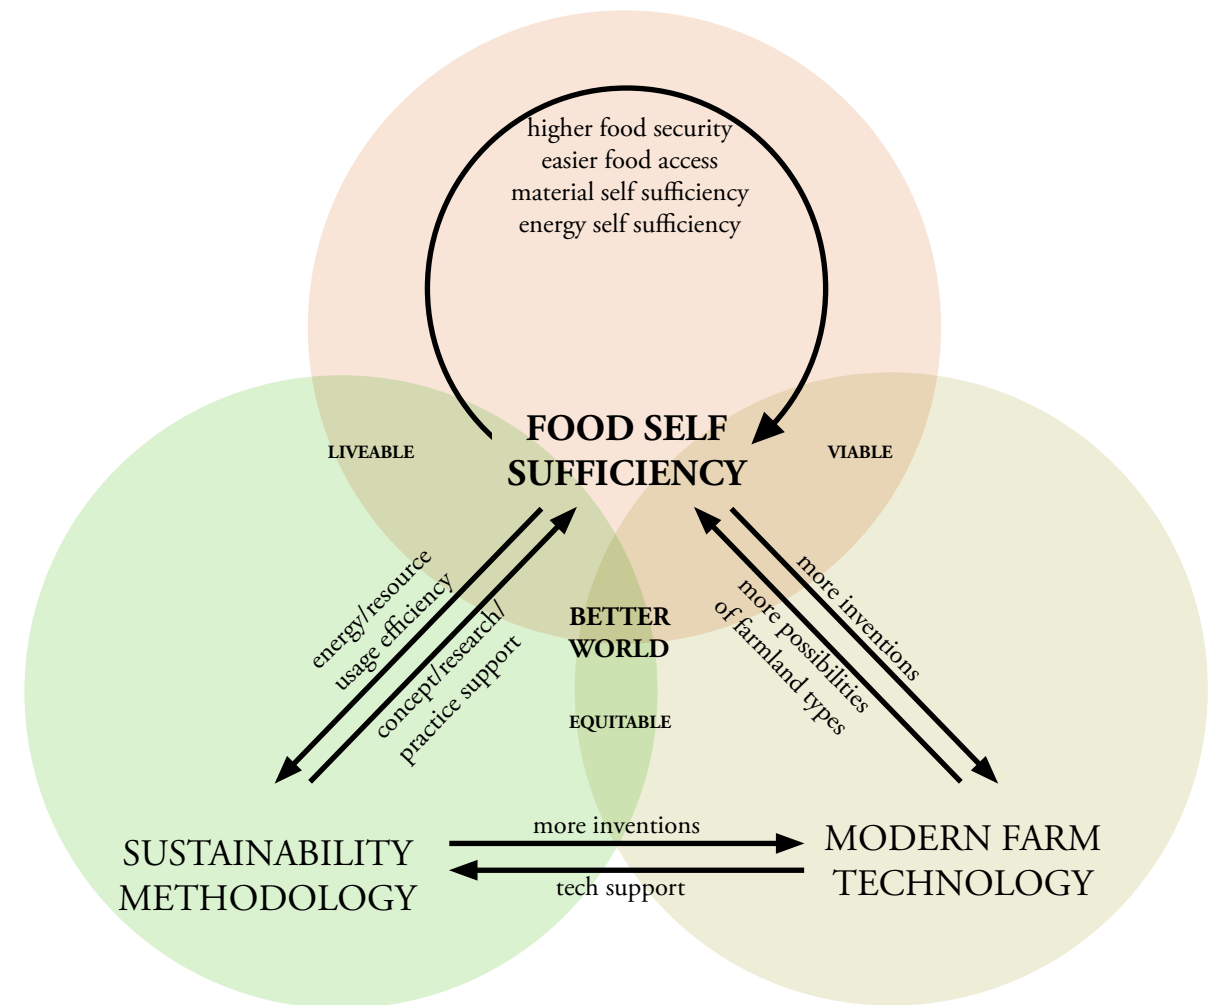 higher food security
easier food access
material self sufficiency
energy self sufficiency
FOOD SELF
SUFFICIENCY
LIVEABLE
VIABLE
energy/resource
usage efficiency
concept/research/
practice support
BETTER
WORLD
more inventions
more possibilities
of farmland types
EQUITABLE
more inventions
tech support
SUSTAINABILITY
METHODOLOGY
MODERN FARM
TECHNOLOGY